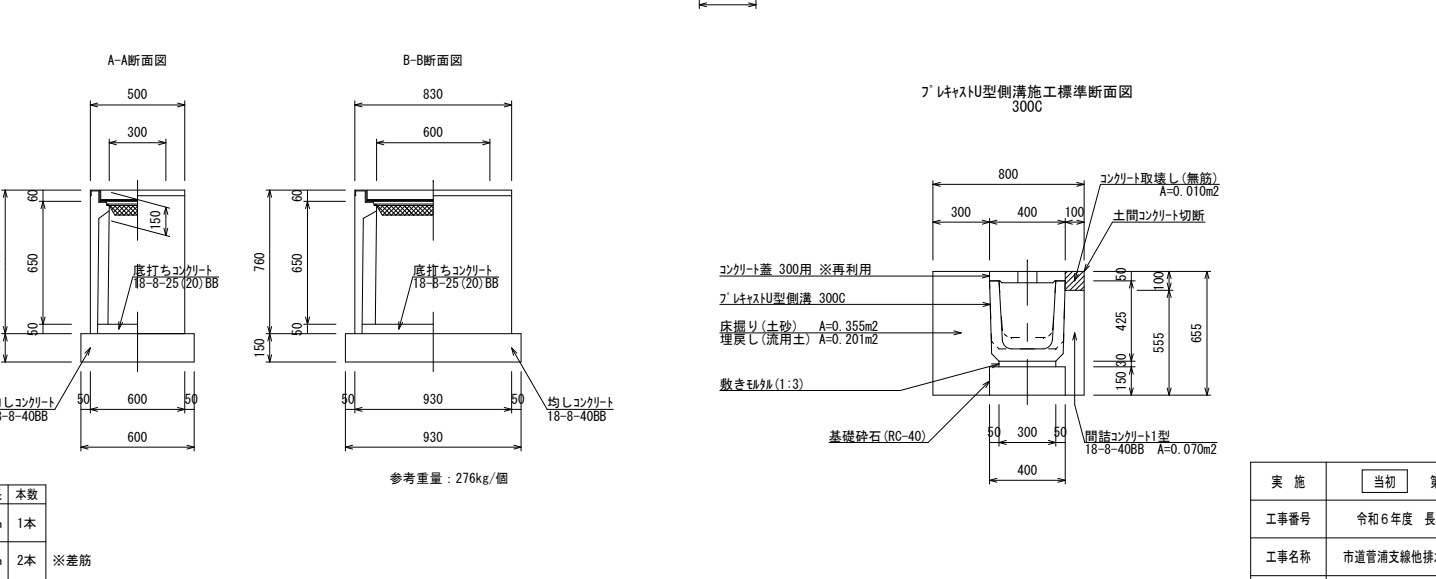 A-A断面図
500
300
60
150
650
50
底打ちコンクリート
18-8-25(20)BB
50
600
50
600
B-B断面図
830
600
60
760
650
50
150
底打ちコンクリート
18-8-25(20)BB
50
930
50
930
均しコンクリート
18-8-40BB
参考重量：276kg/個
本数
1本
2本
※差筋
プレキャストU型側溝施工標準断面図
300C
800
300
400
100
コンクリート取壊し(無筋)
A=0.010m2
土間コンクリート切断
コンクリート蓋 300用 ※再利用
プレキャストU型側溝 300C
床掘り(土砂) A=0.355m2
埋戻し(流用土) A=0.201m2
敷きモルタル(1:3)
基礎砕石(RC-40)
50
425
30
150
100
555
655
50
300
50
400
間詰コンクリート1型
18-8-40BB A=0.070m2
実 施
当初
工事番号
令和６年度
工事名称
市道菅浦支線他排